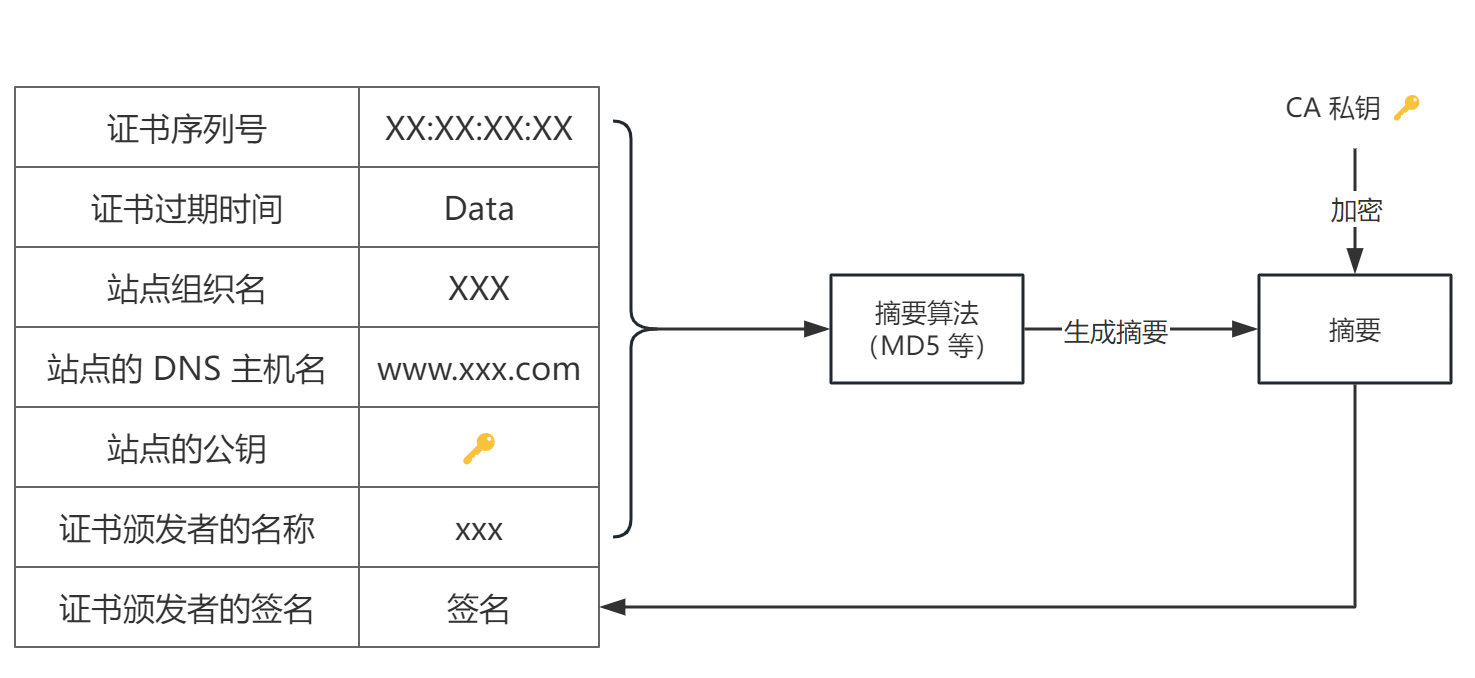 证书序列号 XX:XX:XX:XX
证书过期时间 Data
站点组织名 XXX
站点的 DNS 主机名 www.xxx.com
站点的公钥
证书颁发者的名称 xxx
证书颁发者的签名 签名
摘要算法
（MD5 等）
生成摘要
CA 私钥
加密
摘要